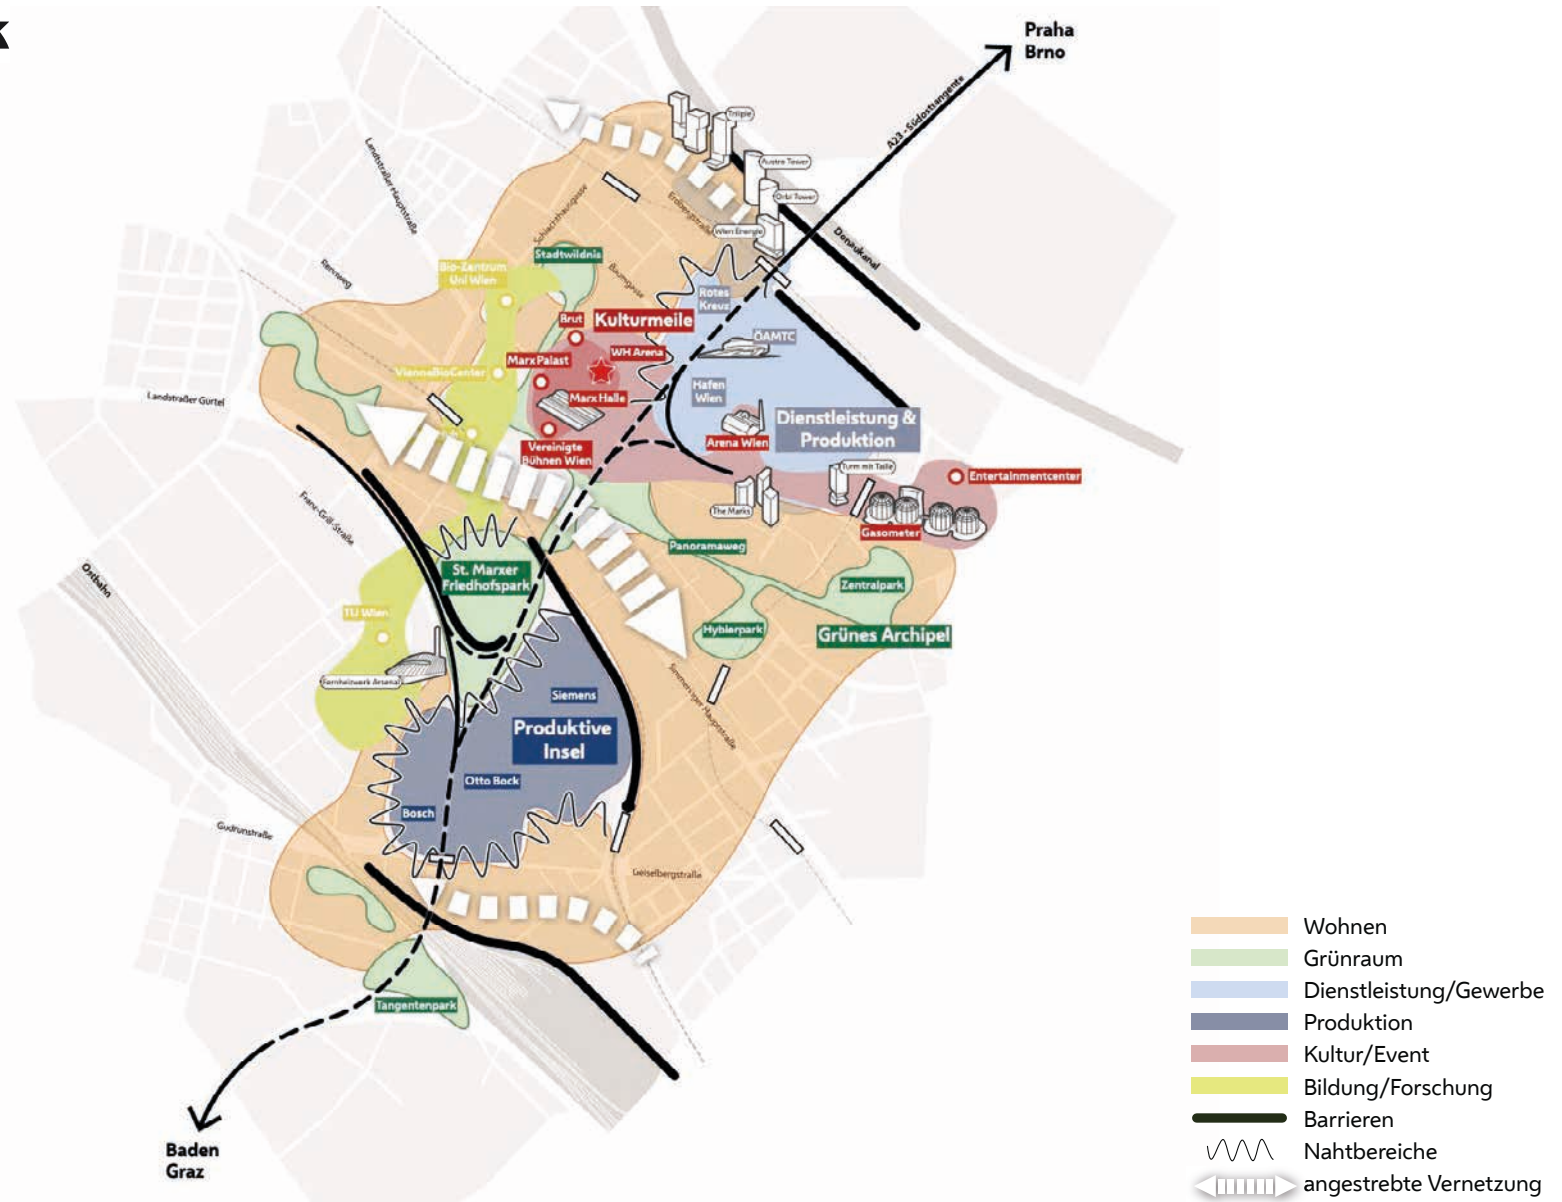 Praha
Brno
A23 - Südosttangente
Triiiple
Austro Tower
Orbi Tower
Wien Energie
Donaukanal
Landstraßer Hauptstraße
Schlachthausgasse
Erdbergstraße
Baumgasse
Rennweg
Stadtwildnis
Bio-Zentrum
Uni Wien
Rotes
Kreuz
Brut
Kulturmeile
ÖAMTC
Marx Palast
WH Arena
ViennaBioCenter
Hafen
Wien
Marx Halle
Landstraßer Gürtel
Arena Wien
Dienstleistung &
Produktion
Vereinigte
Bühnen Wien
Turm mit Taille
Entertainmentcenter
The Marks
Gasometer
Franz-Grill-Straße
Panoramaweg
Ostbahn
St. Marxer
Friedhofspark
Zentralpark
TU Wien
Hyblerpark
Grünes Archipel
Fernheizwerk Arsenal
Simmeringer Hauptstraße
Siemens
Produktive
Insel
Otto Bock
Bosch
Gudrunstraße
Geiselbergstraße
Tangentenpark
Baden
Graz
Wohnen
Grünraum
Dienstleistung/Gewerbe
Produktion
Kultur/Event
Bildung/Forschung
Barrieren
Nahtbereiche
angestrebte Vernetzung